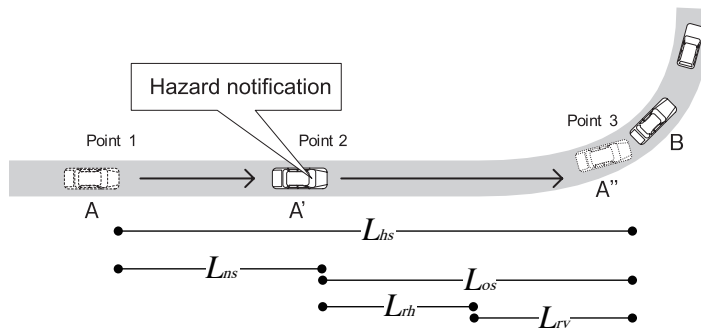 Hazard notification
Point 1
Point 2
Point 3
A
A'
A''
B
Lhs
Lns
Los
Lrh
Lrv